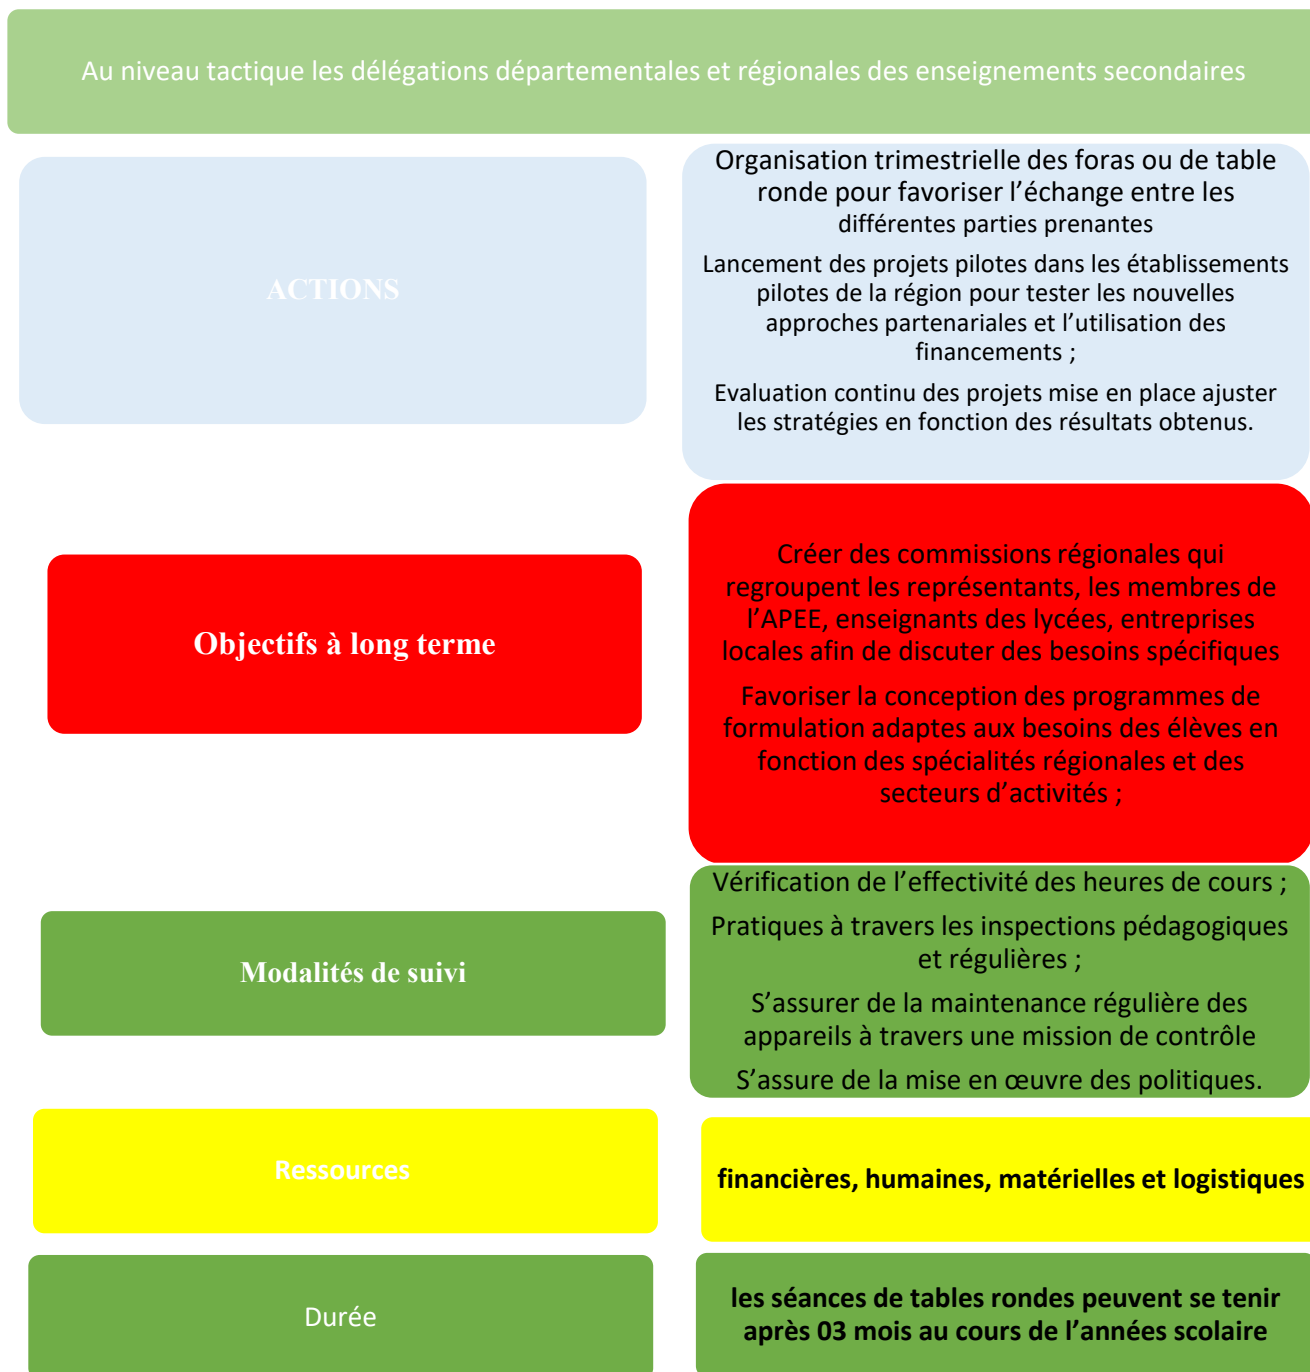 Au niveau tactique les délégations départementales et régionales des enseignements secondaires
ACTIONS
Organisation trimestrielle des foras ou de table
ronde pour favoriser l’échange entre les
différentes parties prenantes
Lancement des projets pilotes dans les établissements
pilotes de la région pour tester les nouvelles
approches partenariales et l’utilisation des
financements ;
Evaluation continu des projets mise en place ajuster
les stratégies en fonction des résultats obtenus.
Objectifs à long terme
Créer des commissions régionales qui
regroupent les représentants, les membres de
l’APEE, enseignants des lycées, entreprises
locales afin de discuter des besoins spécifiques
Favoriser la conception des programmes de
formulation adaptes aux besoins des élèves en
fonction des spécialités régionales et des
secteurs d’activités ;
Modalités de suivi
Vérification de l’effectivité des heures de cours ;
Pratiques à travers les inspections pédagogiques
et régulières ;
S’assurer de la maintenance régulière des
appareils à travers une mission de contrôle
S’assure de la mise en œuvre des politiques.
Ressources
financières, humaines, matérielles et logistiques
Durée
les séances de tables rondes peuvent se tenir
après 03 mois au cours de l’années scolaire